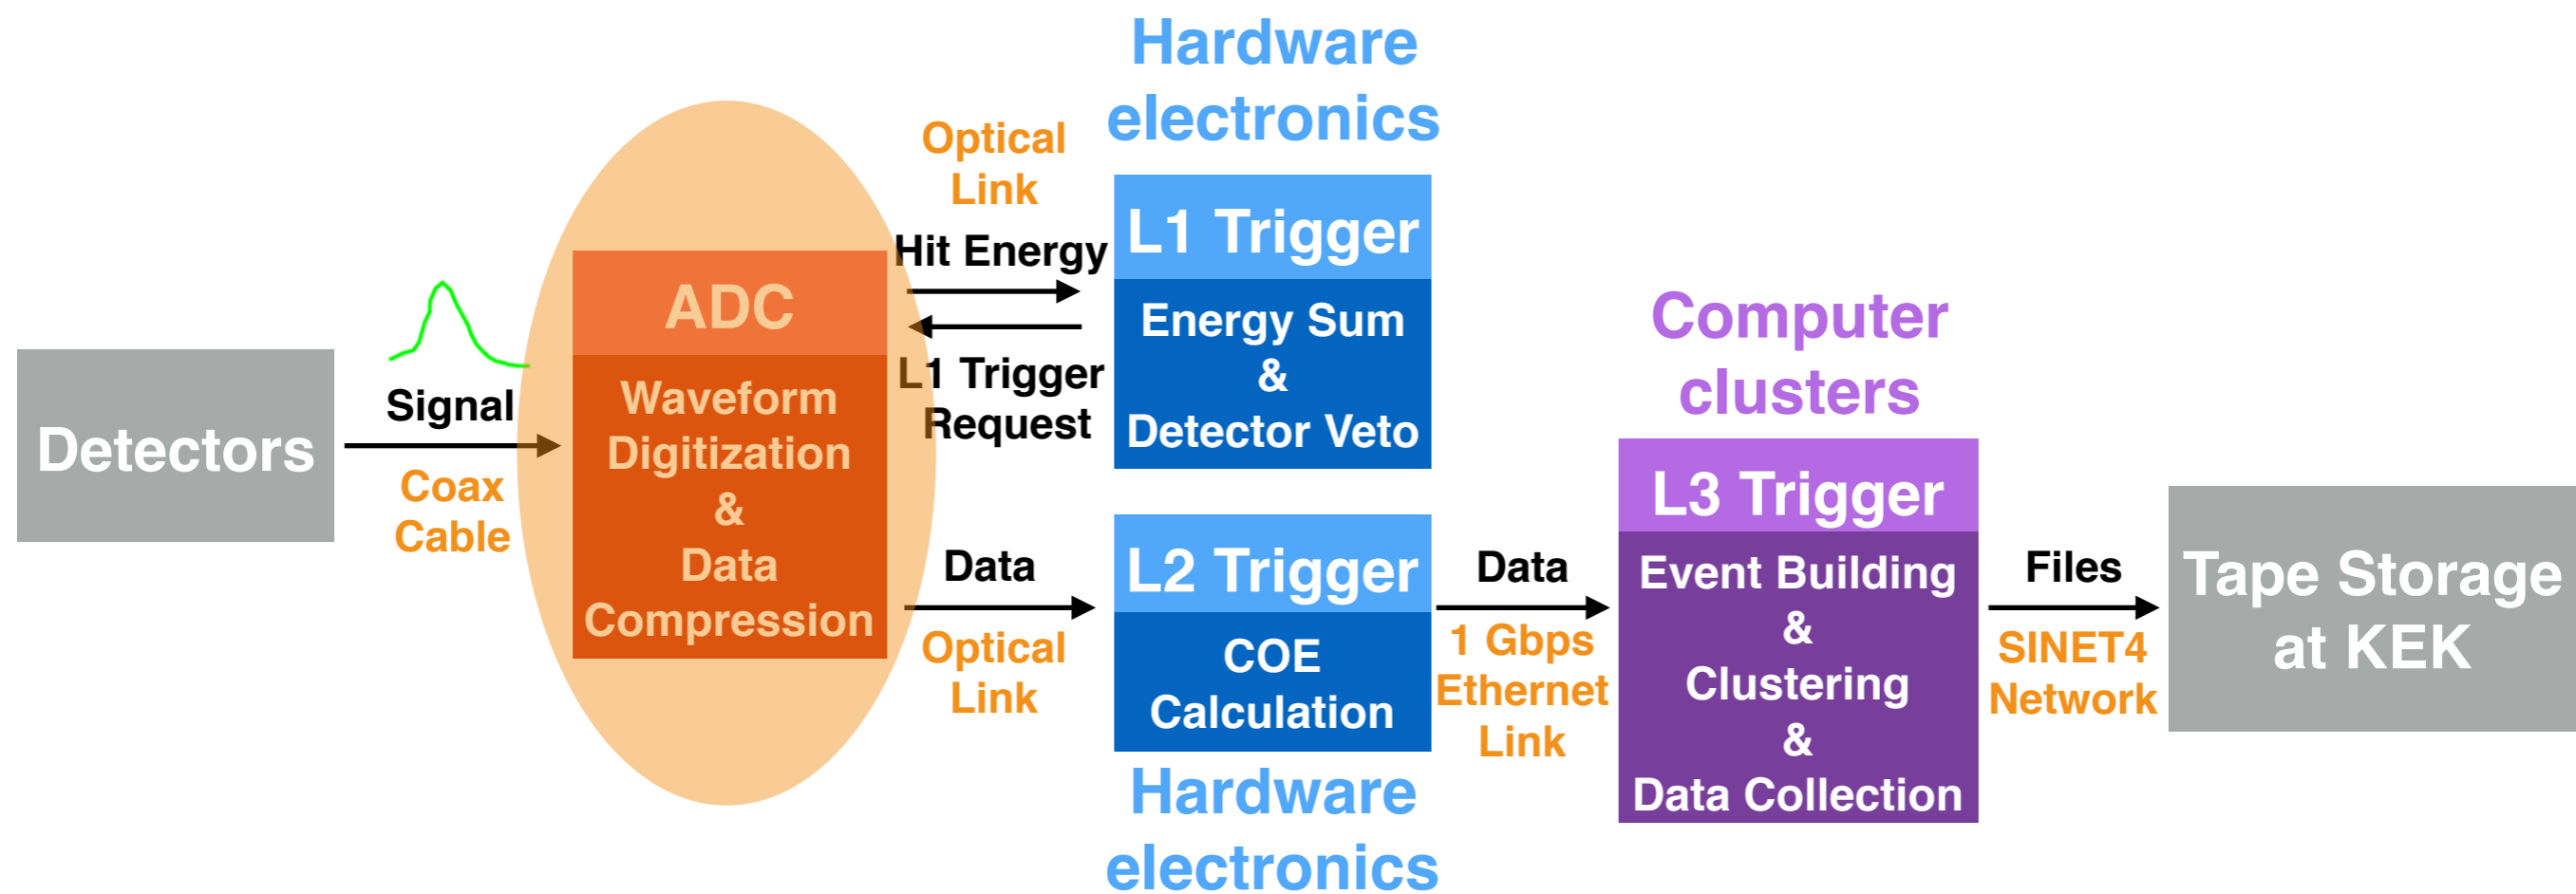 Detectors
Signal
Coax
Cable
ADC
Waveform
Digitization
&
Data
Compression
Optical
Link
Hit Energy
L1 Trigger
Request
Data
Optical
Link
Hardware
electronics
L1 Trigger
Energy Sum
&
Detector Veto
L2 Trigger
COE
Calculation
Hardware
electronics
Data
1 Gbps
Ethernet
Link
Computer
clusters
L3 Trigger
Event Building
&
Clustering
&
Data Collection
Files
SINET4
Network
Tape Storage
at KEK